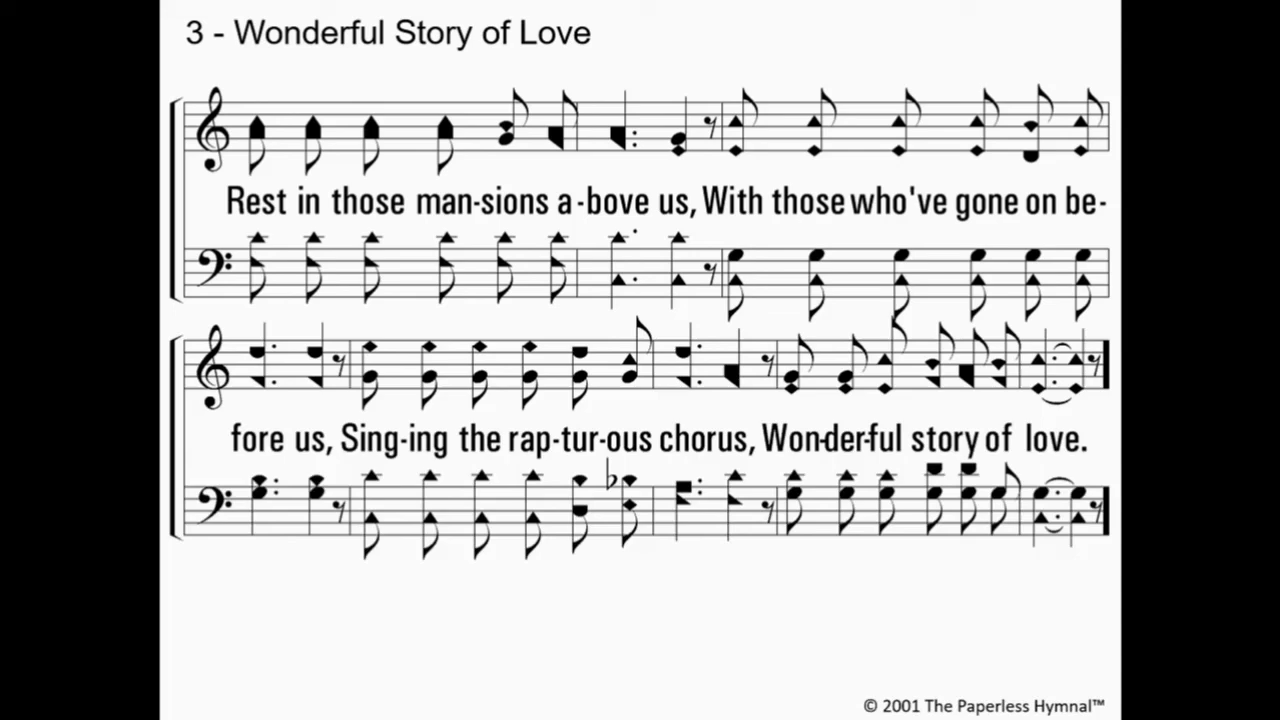 3 - Wonderful Story of Love
Rest in those man-sions a-bove us, With those who've gone on be-
fore us, Sing-ing the rap-tur-ous chorus, Won-der-ful story of love.
© 2001 The Paperless Hymnal™